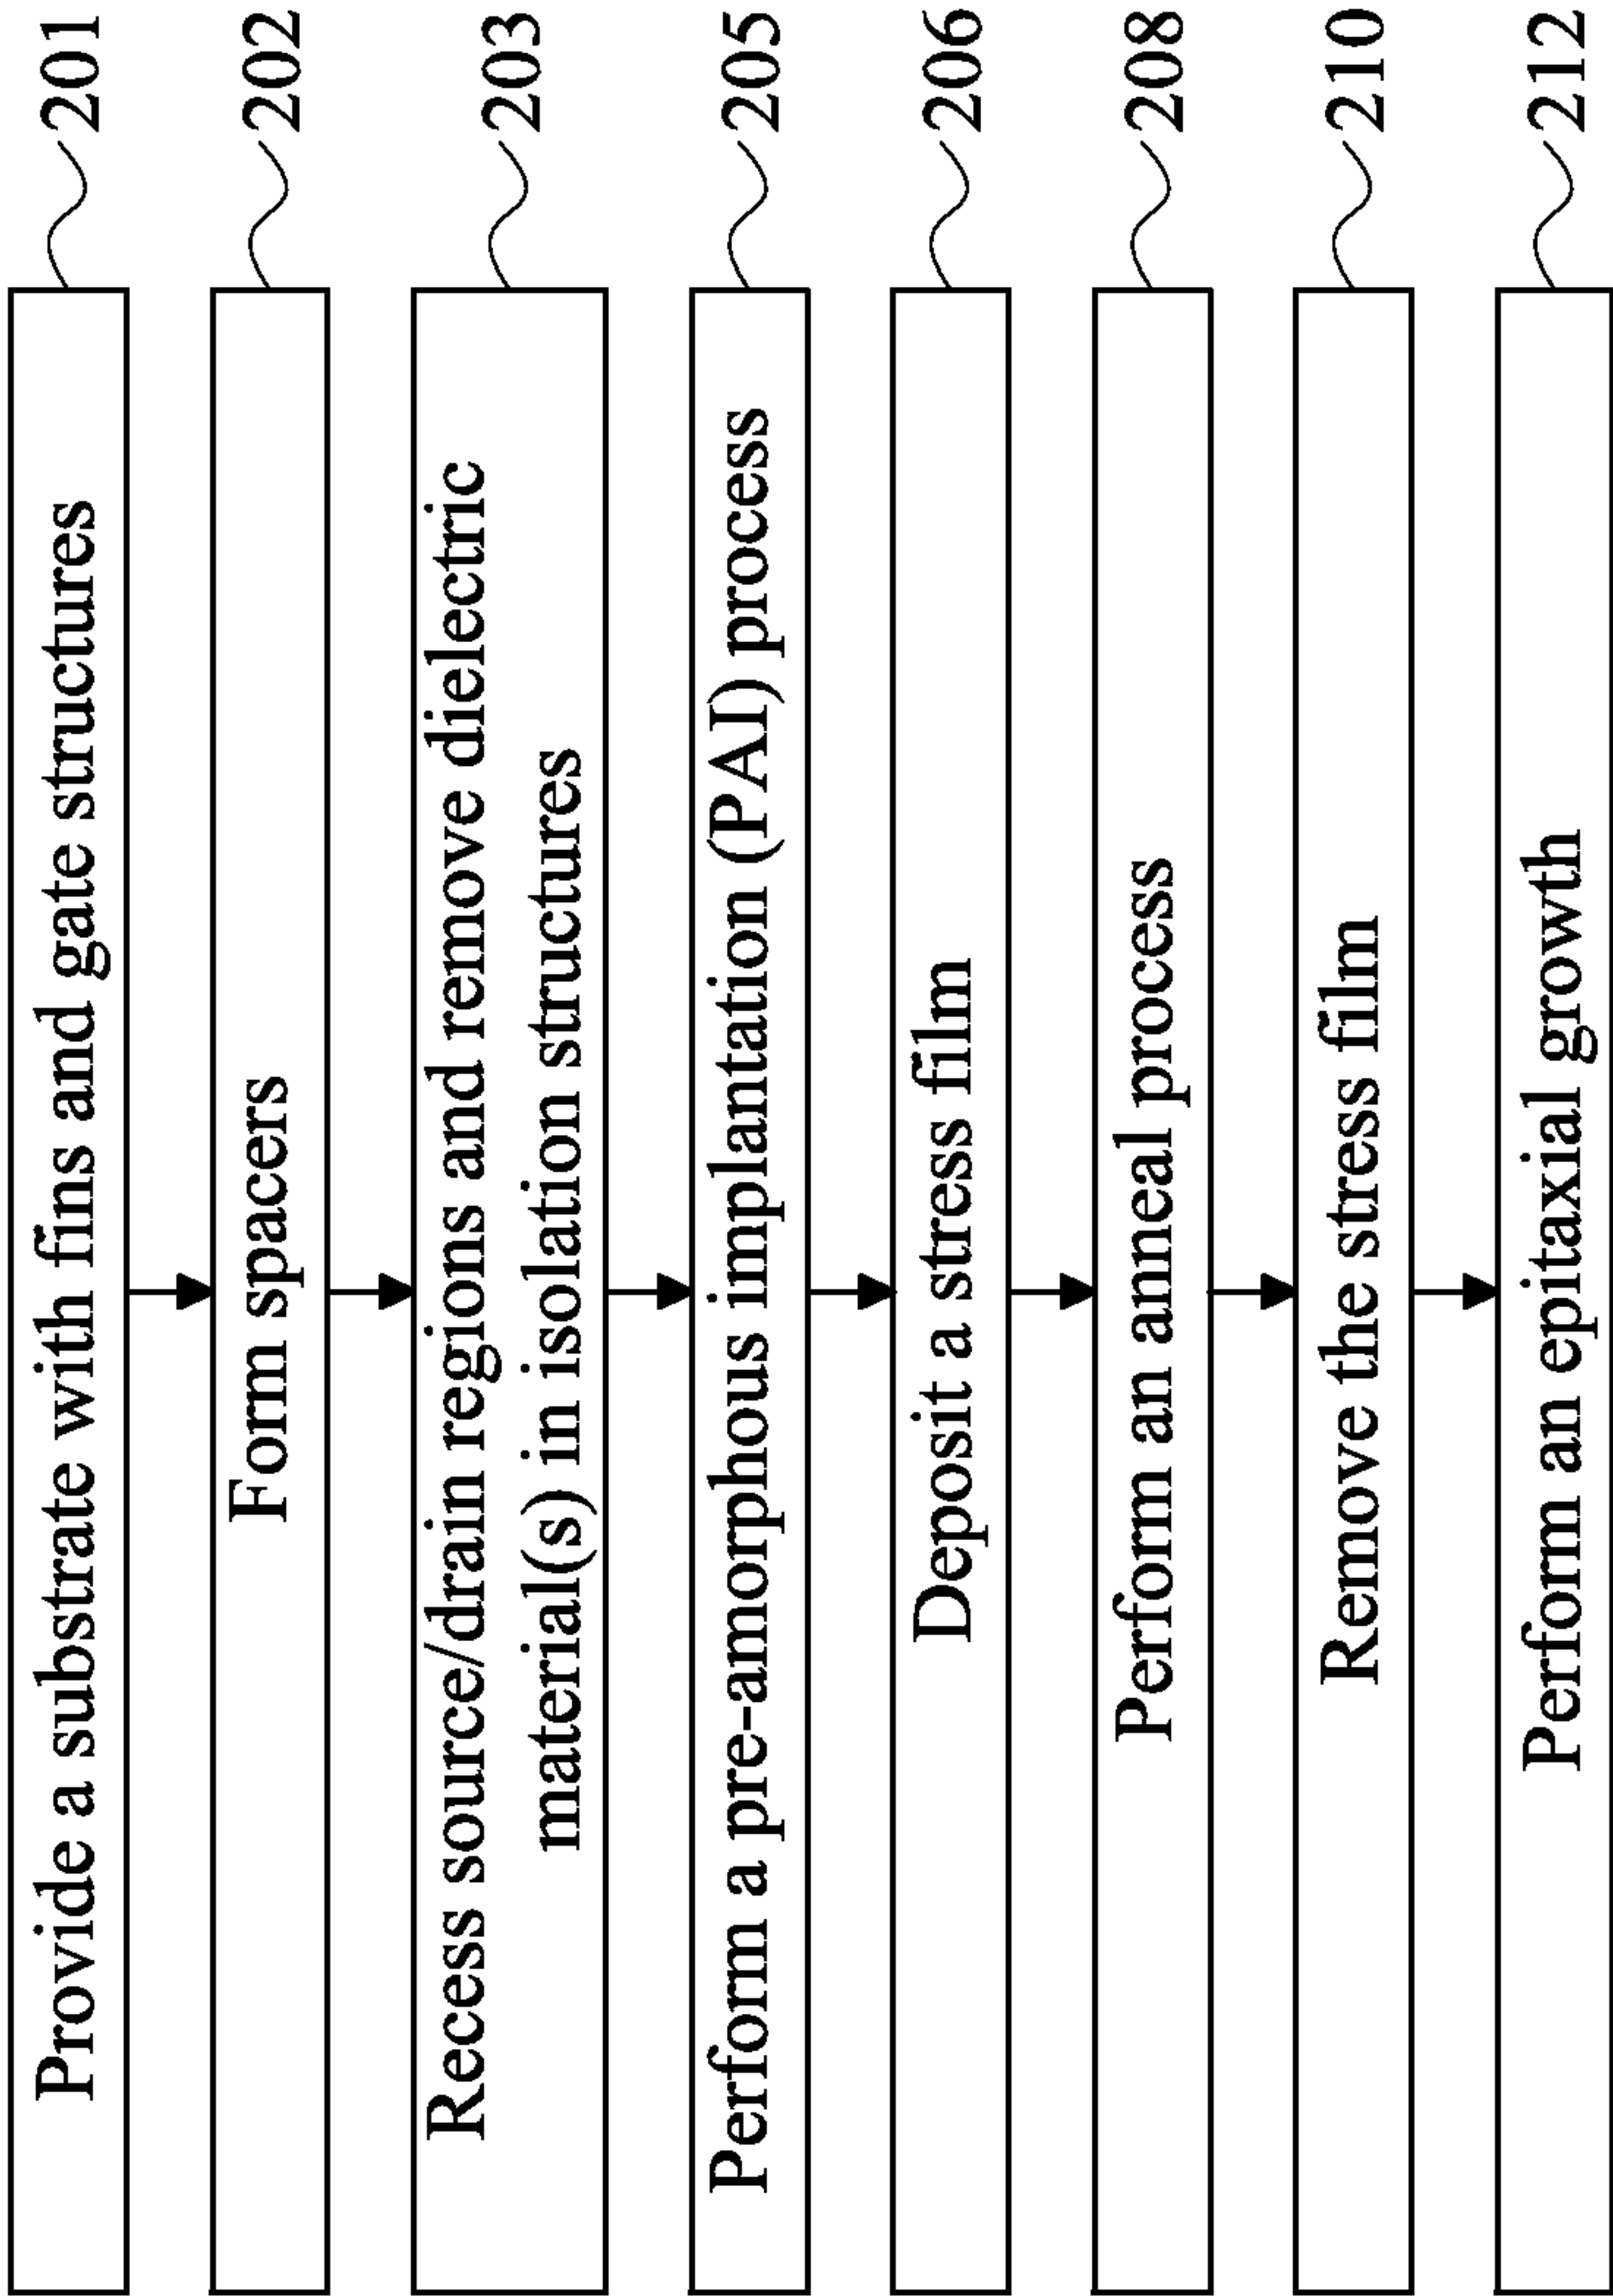 Provide a substrate with fins and gate structures
201
Form spacers
202
Recess source/drain regions and remove dielectric
material(s) in isolation structures
203
Perform a pre-amorphous implantation (PAI) process
205
Deposit a stress film
206
Perform an anneal process
208
Remove the stress film
210
Perform an epitaxial growth
212